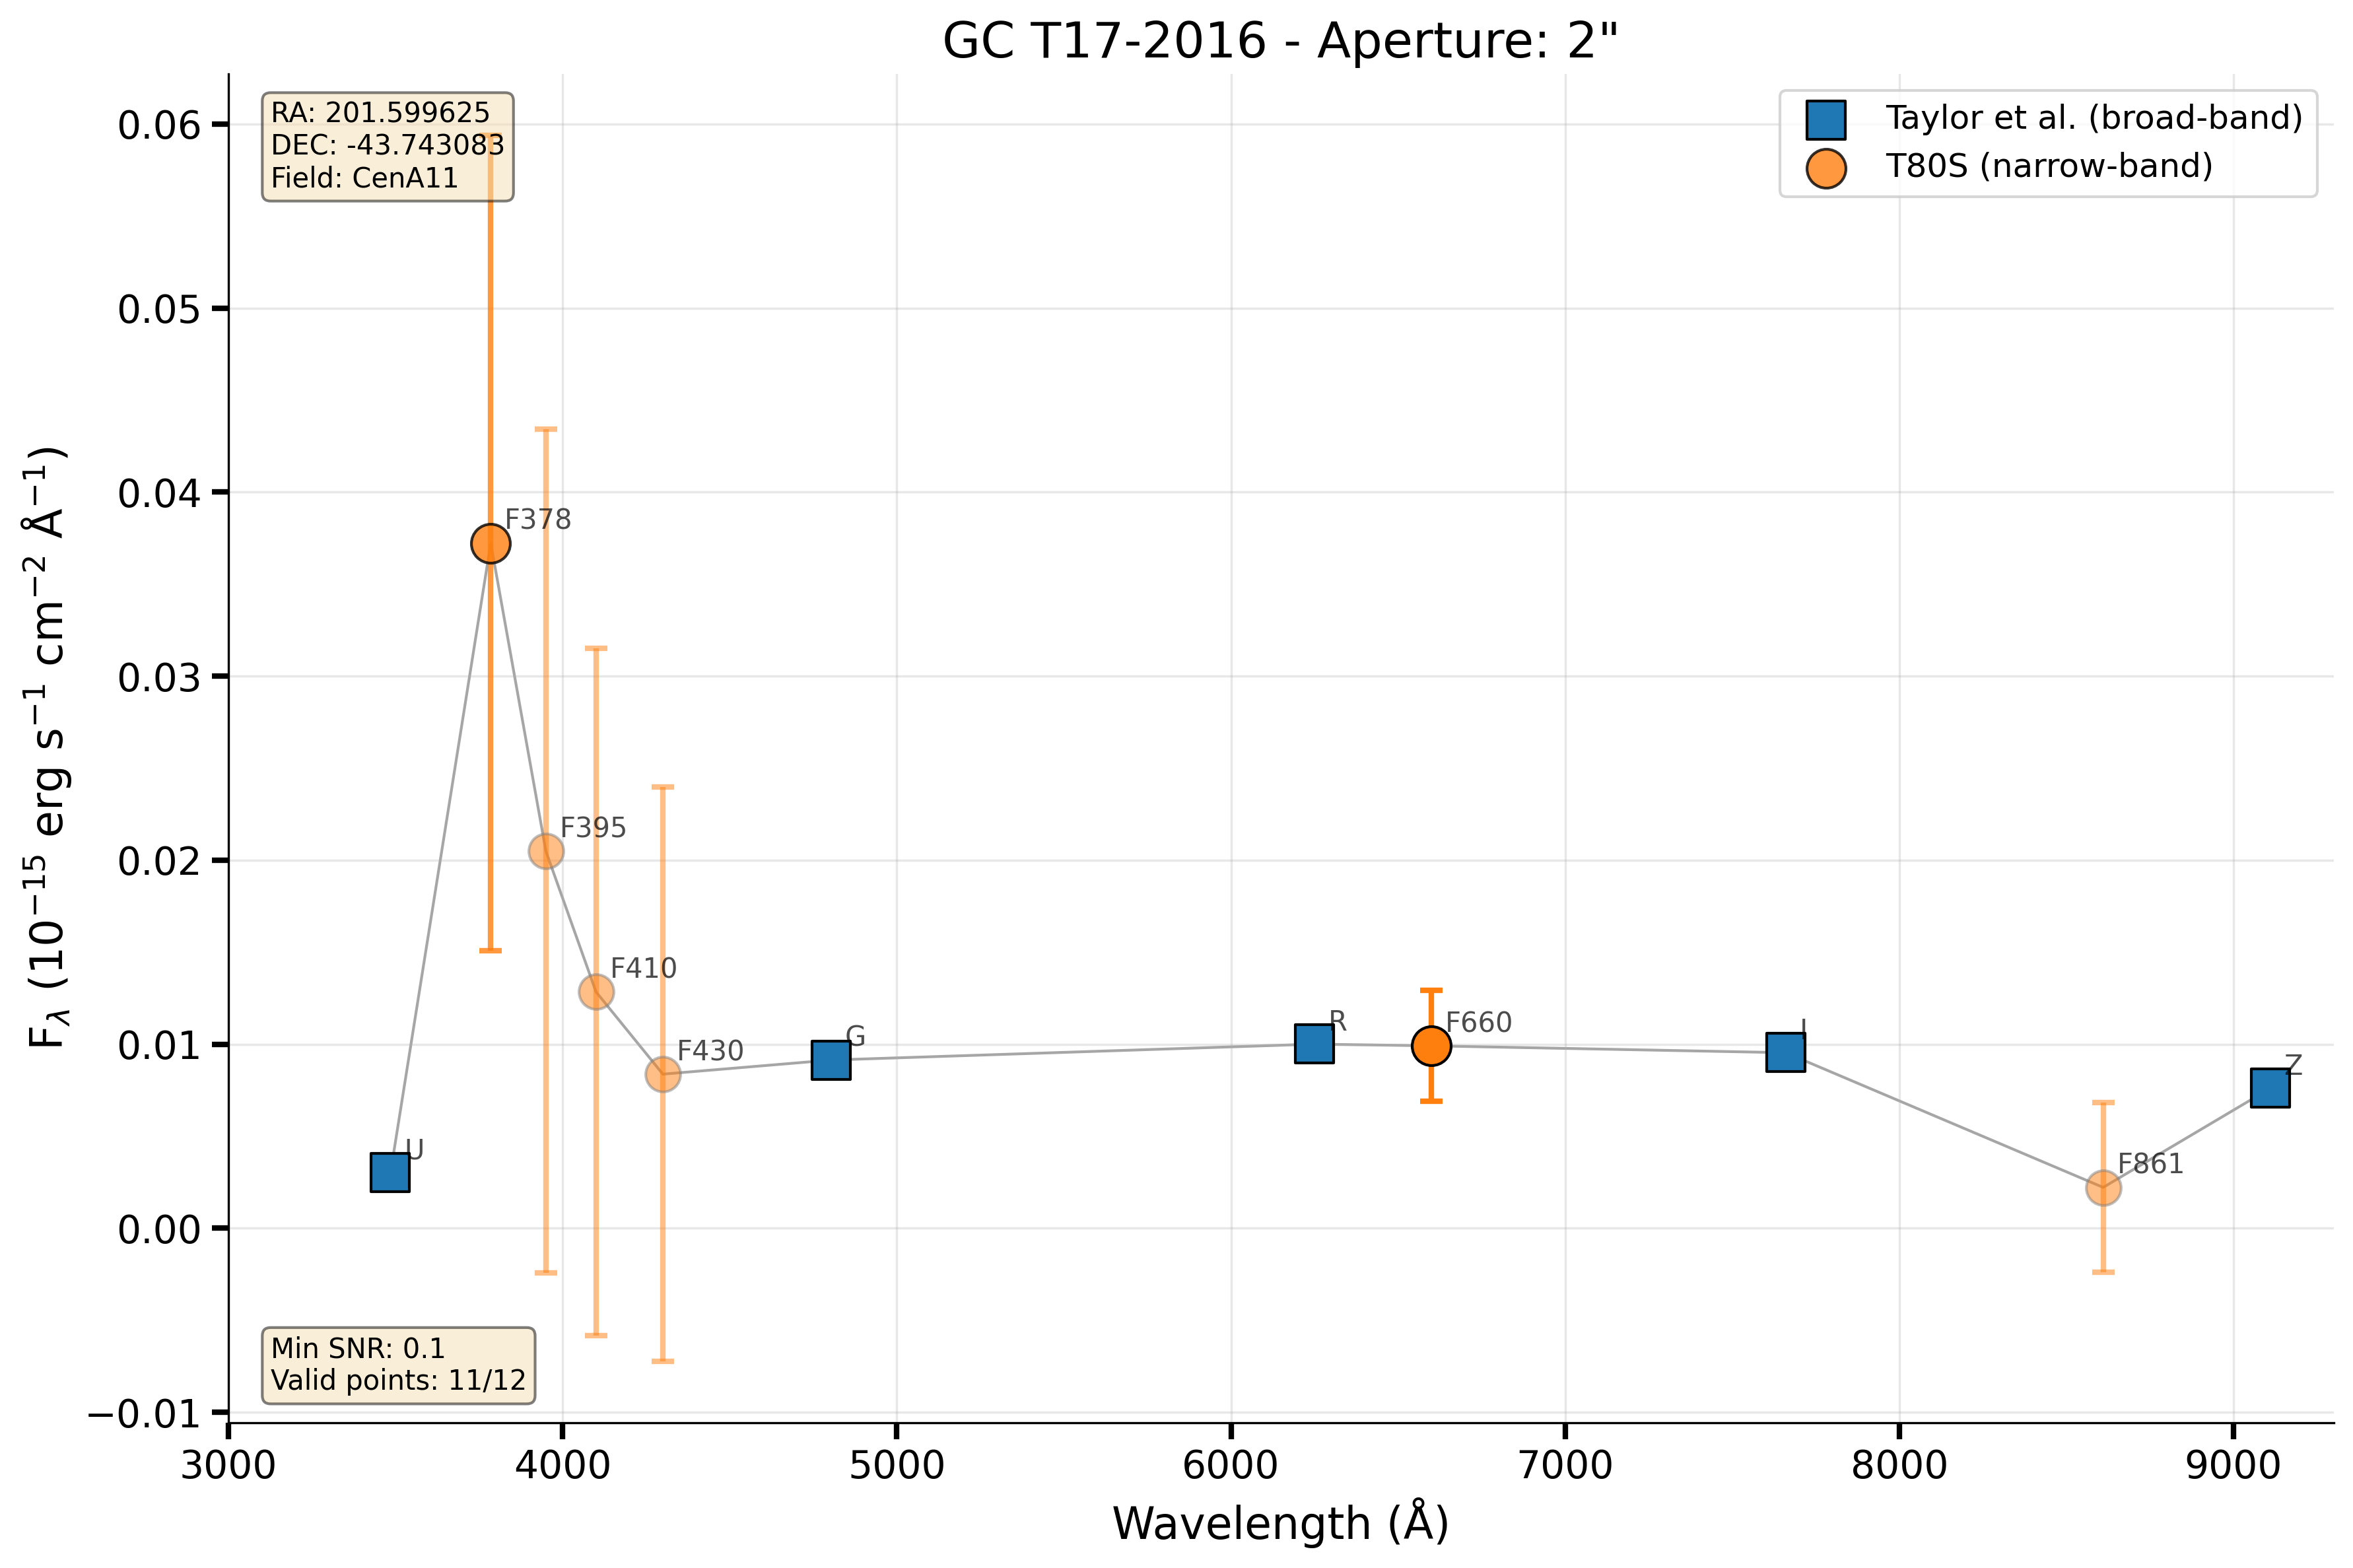 GC T17-2016 - Aperture: 2"
RA: 201.599625
DEC: -43.743083
Field: CenA11
Taylor et al. (broad-band)
T80S (narrow-band)
0.06
0.05
0.04
0.03
0.02
0.01
0.00
−0.01
F_λ (10⁻¹⁵ erg s⁻¹ cm⁻² Å⁻¹)
F378
F395
F410
F430
U
G
R
F660
I
F861
Z
Min SNR: 0.1
Valid points: 11/12
3000 4000 5000 6000 7000 8000 9000
Wavelength (Å)